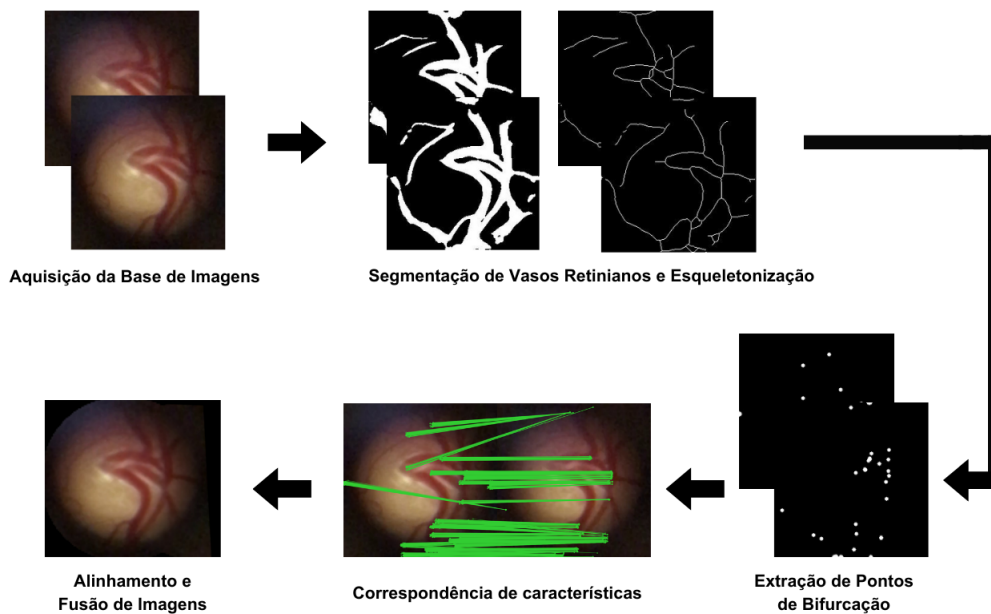 Aquisição da Base de Imagens
Segmentação de Vasos Retinianos e Esqueletonização
Alinhamento e
Fusão de Imagens
Correspondência de características
Extração de Pontos
de Bifurcação